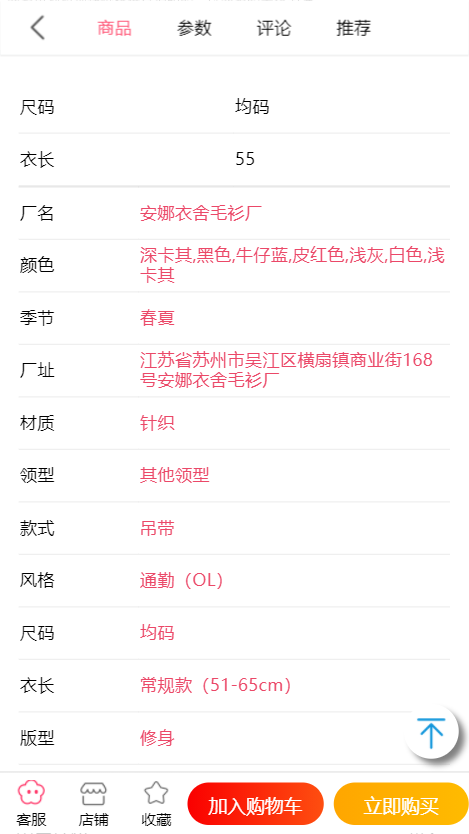 商品 参数 评论 推荐
尺码 均码
衣长 55
厂名 安娜衣舍毛衫厂
颜色 深卡其,黑色,牛仔蓝,皮红色,浅灰,白色,浅
卡其
季节 春夏
厂址 江苏省苏州市吴江区横扇镇商业街168
号安娜衣舍毛衫厂
材质 针织
领型 其他领型
款式 吊带
风格 通勤（OL）
尺码 均码
衣长 常规款（51-65cm）
版型 修身
客服 店铺 收藏 加入购物车 立即购买